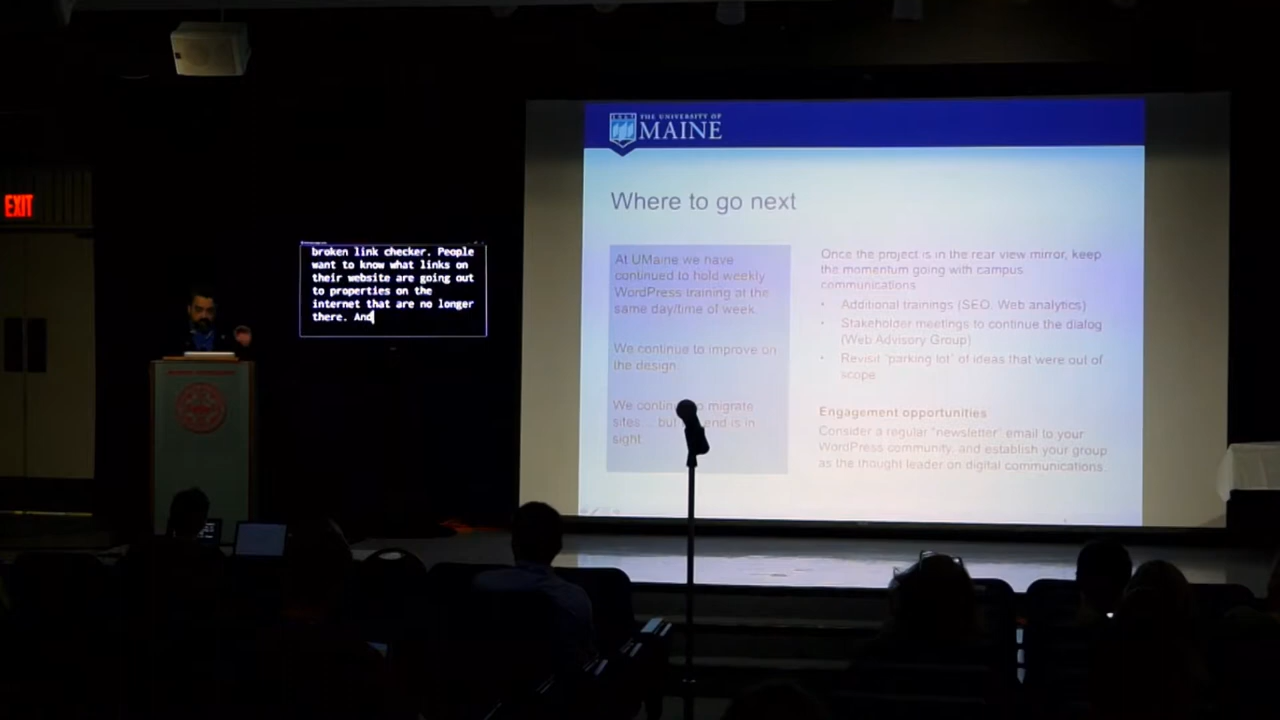 EXIT
broken link checker. People
want to know what links on
their website are going out
to properties on the
internet that are no longer
there. And
THE UNIVERSITY OF
MAINE
Where to go next
At UMaine we have
continued to hold weekly
WordPress training at the
same day/time of week.
We continue to improve on
the design.
We migrate
sites... end is in
sight.
Once the project is in the rear view mirror, keep
the momentum going with campus
communications
• Additional trainings (SEO, Web analytics)
• Stakeholder meetings to continue the dialog
(Web Advisory Group)
• Revisit "parking lot" of ideas that were out of
scope
Engagement opportunities
Consider a regular "newsletter" email to your
WordPress community, and establish your group
as the thought leader on digital communications.